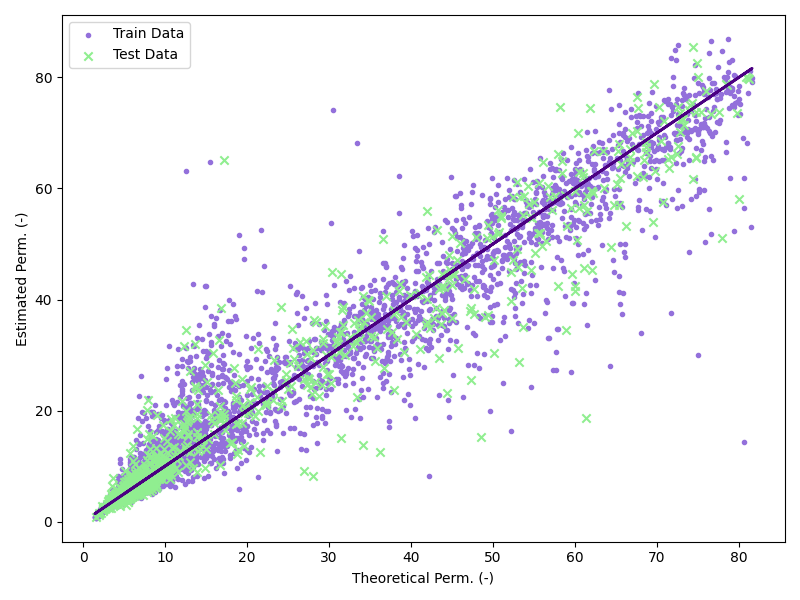 Train Data
Test Data
80
60
40
20
0
Estimated Perm. (-)
0 10 20 30 40 50 60 70 80
Theoretical Perm. (-)